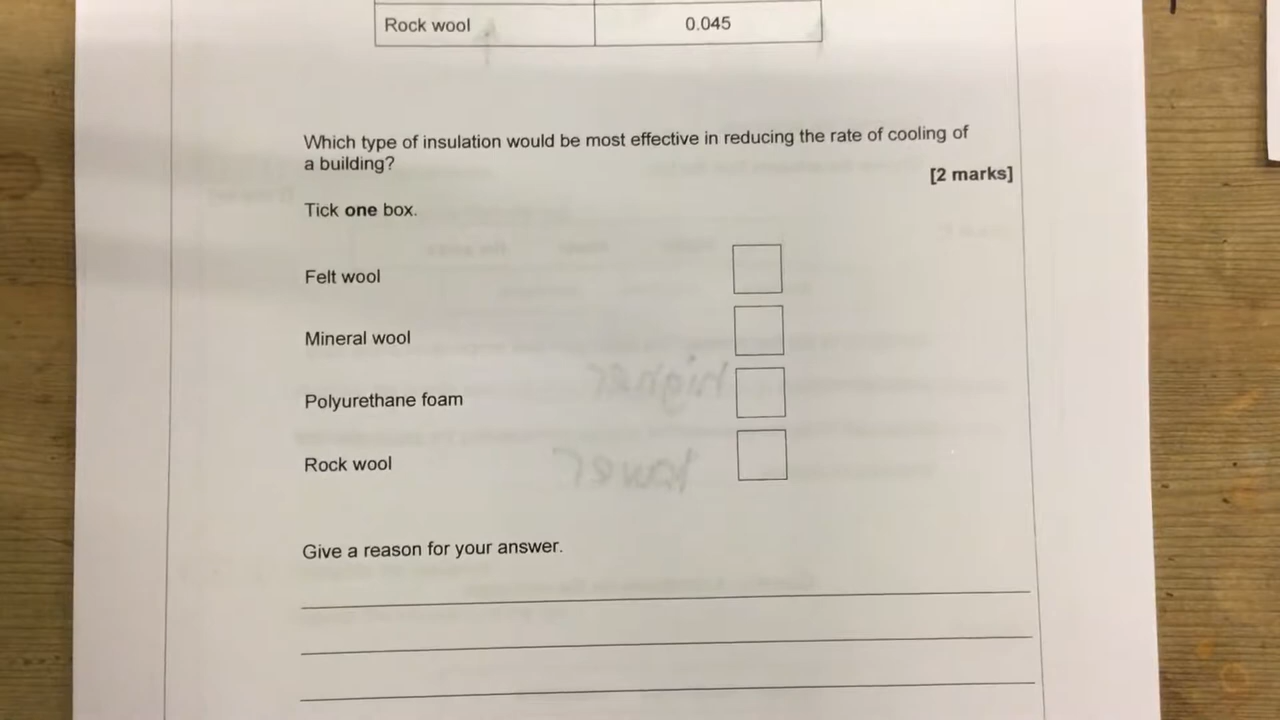 Rock wool 0.045
Which type of insulation would be most effective in reducing the rate of cooling of
a building?
[2 marks]
Tick one box.
Felt wool
Mineral wool
Polyurethane foam
higher
Rock wool
lower
Give a reason for your answer.